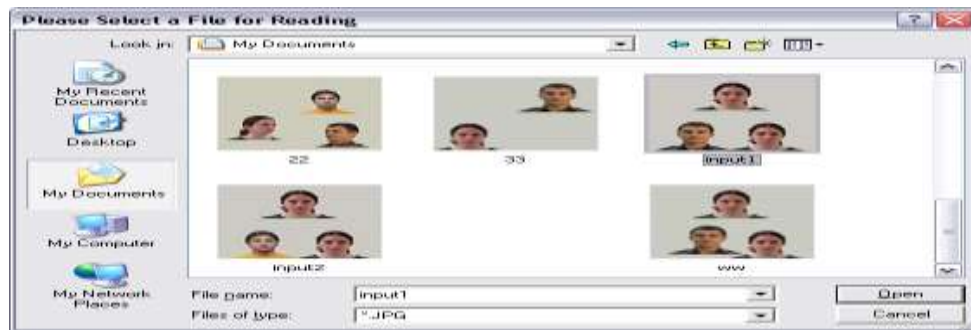 Please Select a File for Reading
Look in: My Documents
My Recent Documents
Desktop
My Documents
My Computer
My Network Places
22
33
input1
input2
ww
File name: input1
Files of type: *.JPG
Open
Cancel